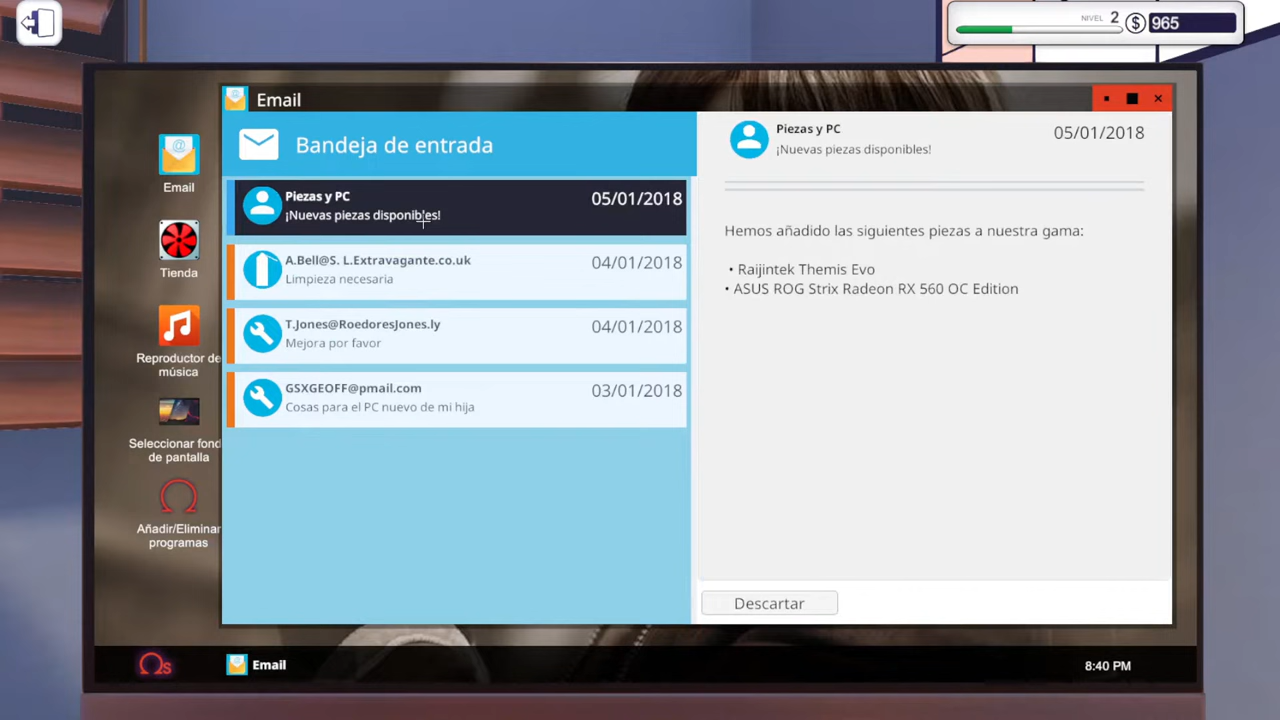 NIVEL 2 $ 965
Email
Bandeja de entrada
Piezas y PC
¡Nuevas piezas disponibles!
05/01/2018
A.Bell@S. L.Extravagante.co.uk
Limpieza necesaria
04/01/2018
T.Jones@RoedoresJones.ly
Mejora por favor
04/01/2018
GSXGEOFF@pmail.com
Cosas para el PC nuevo de mi hija
03/01/2018
Piezas y PC
¡Nuevas piezas disponibles!
05/01/2018
Hemos añadido las siguientes piezas a nuestra gama:
• Raijintek Themis Evo
• ASUS ROG Strix Radeon RX 560 OC Edition
Descartar
Email
Tienda
Reproductor de
música
Seleccionar fond
de pantalla
Añadir/Eliminar
programas
Ωs
Email
8:40 PM